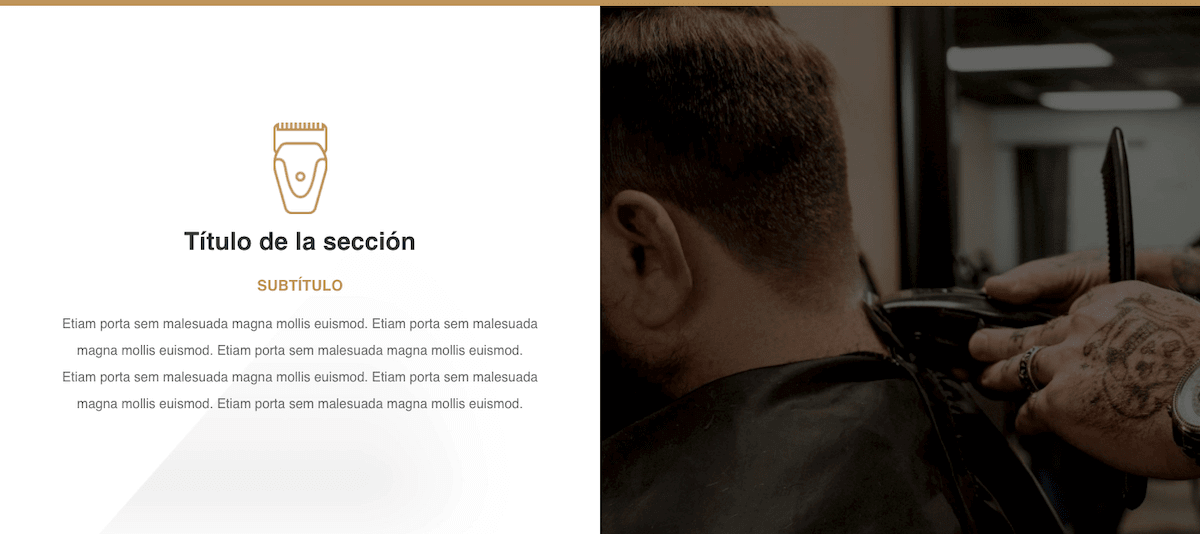 Título de la sección
SUBTÍTULO
Etiam porta sem malesuada magna mollis euismod. Etiam porta sem malesuada
magna mollis euismod. Etiam porta sem malesuada magna mollis euismod.
Etiam porta sem malesuada magna mollis euismod. Etiam porta sem malesuada
magna mollis euismod. Etiam porta sem malesuada magna mollis euismod.